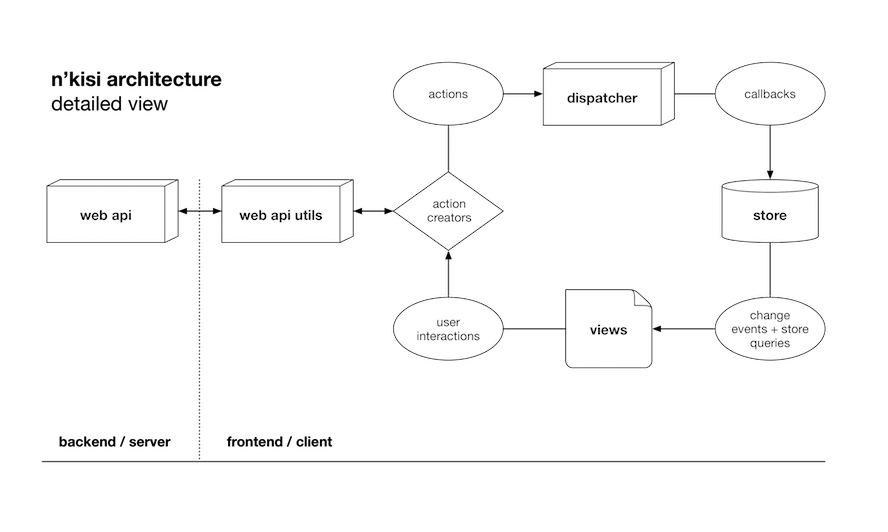 n’kisi architecture
detailed view
actions
dispatcher
callbacks
web api
web api utils
action
creators
store
user
interactions
views
change
events + store
queries
backend / server
frontend / client